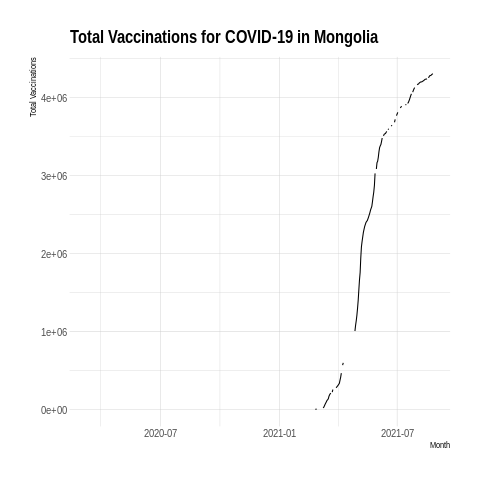 Total Vaccinations for COVID-19 in Mongolia
Total Vaccinations
4e+06
3e+06
2e+06
1e+06
0e+00
2020-07
2021-01
2021-07
Month